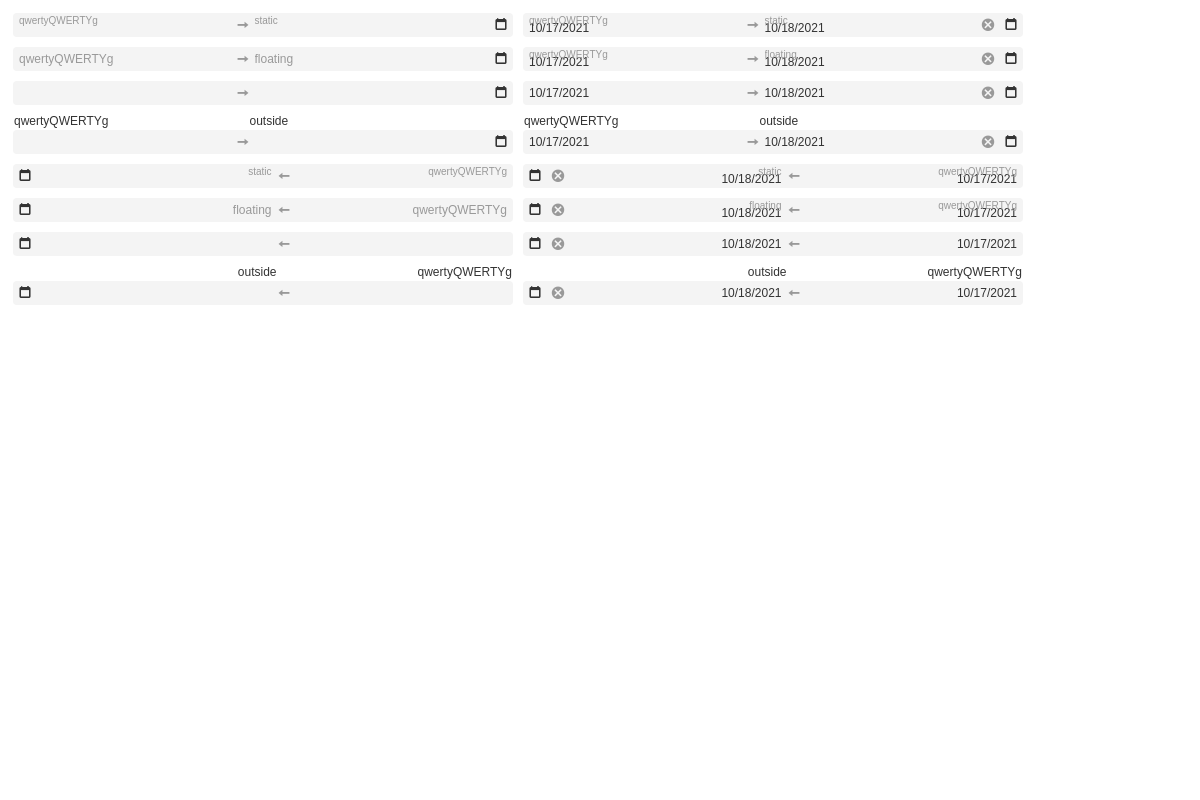 qwertyQWERTYg → static qwertyQWERTYg 10/17/2021 → static 10/18/2021
qwertyQWERTYg → floating qwertyQWERTYg 10/17/2021 → floating 10/18/2021
→ 10/17/2021 → 10/18/2021
qwertyQWERTYg outside qwertyQWERTYg outside
→ 10/17/2021 → 10/18/2021
static ← qwertyQWERTYg static 10/18/2021 ← qwertyQWERTYg 10/17/2021
floating ← qwertyQWERTYg floating 10/18/2021 ← qwertyQWERTYg 10/17/2021
← 10/18/2021 ← 10/17/2021
outside qwertyQWERTYg outside qwertyQWERTYg
← 10/18/2021 ← 10/17/2021